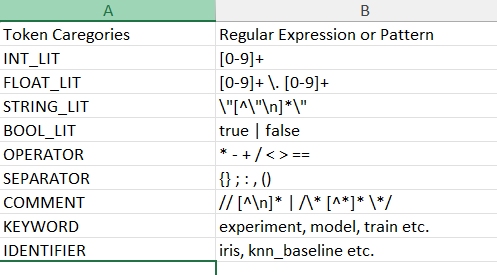 A B
Token Caregories Regular Expression or Pattern
INT_LIT [0-9]+
FLOAT_LIT [0-9]+ \. [0-9]+
STRING_LIT \"[^\"\n]*\"
BOOL_LIT true | false
OPERATOR * - + / < > ==
SEPARATOR {} ; : , ()
COMMENT // [^\n]* | /\* [^*]* \*/
KEYWORD experiment, model, train etc.
IDENTIFIER iris, knn_baseline etc.